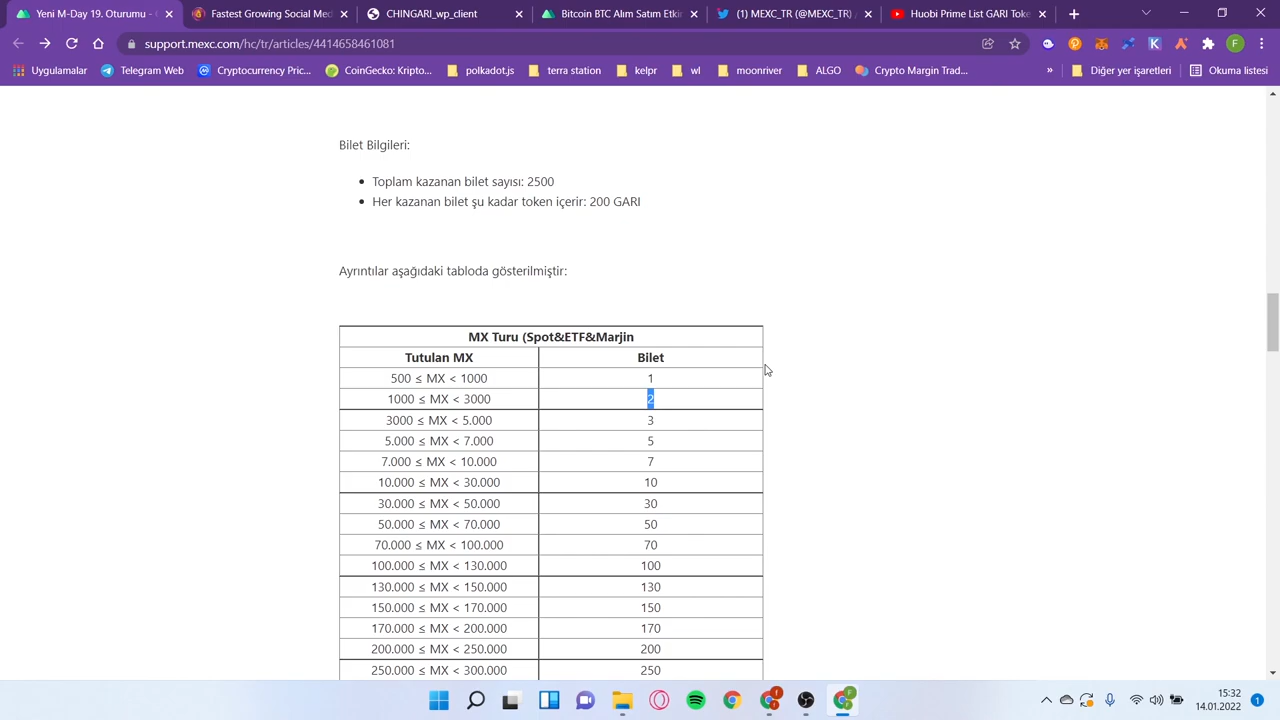 Yeni M-Day 19. Oturumu -
Fastest Growing Social Med
CHINGARI_wp_client
Bitcoin BTC Alım Satım Etkin
(1) MEXC_TR (@MEXC_TR) /
Huobi Prime List GARI Toke
support.mexc.com/hc/tr/articles/4414658461081
F
Uygulamalar
Telegram Web
Cryptocurrency Pric...
CoinGecko: Kripto...
polkadot.js
terra station
kelpr
wl
moonriver
ALGO
Crypto Margin Trad...
»
Diğer yer işaretleri
Okuma listesi
Bilet Bilgileri:
• Toplam kazanan bilet sayısı: 2500
• Her kazanan bilet şu kadar token içerir: 200 GARI
Ayrıntılar aşağıdaki tabloda gösterilmiştir:
MX Turu (Spot&ETF&Marjin
Tutulan MX Bilet
500 ≤ MX < 1000 1
1000 ≤ MX < 3000 2
3000 ≤ MX < 5.000 3
5.000 ≤ MX < 7.000 5
7.000 ≤ MX < 10.000 7
10.000 ≤ MX < 30.000 10
30.000 ≤ MX < 50.000 30
50.000 ≤ MX < 70.000 50
70.000 ≤ MX < 100.000 70
100.000 ≤ MX < 130.000 100
130.000 ≤ MX < 150.000 130
150.000 ≤ MX < 170.000 150
170.000 ≤ MX < 200.000 170
200.000 ≤ MX < 250.000 200
250.000 ≤ MX < 300.000 250
15:32
14.01.2022
1